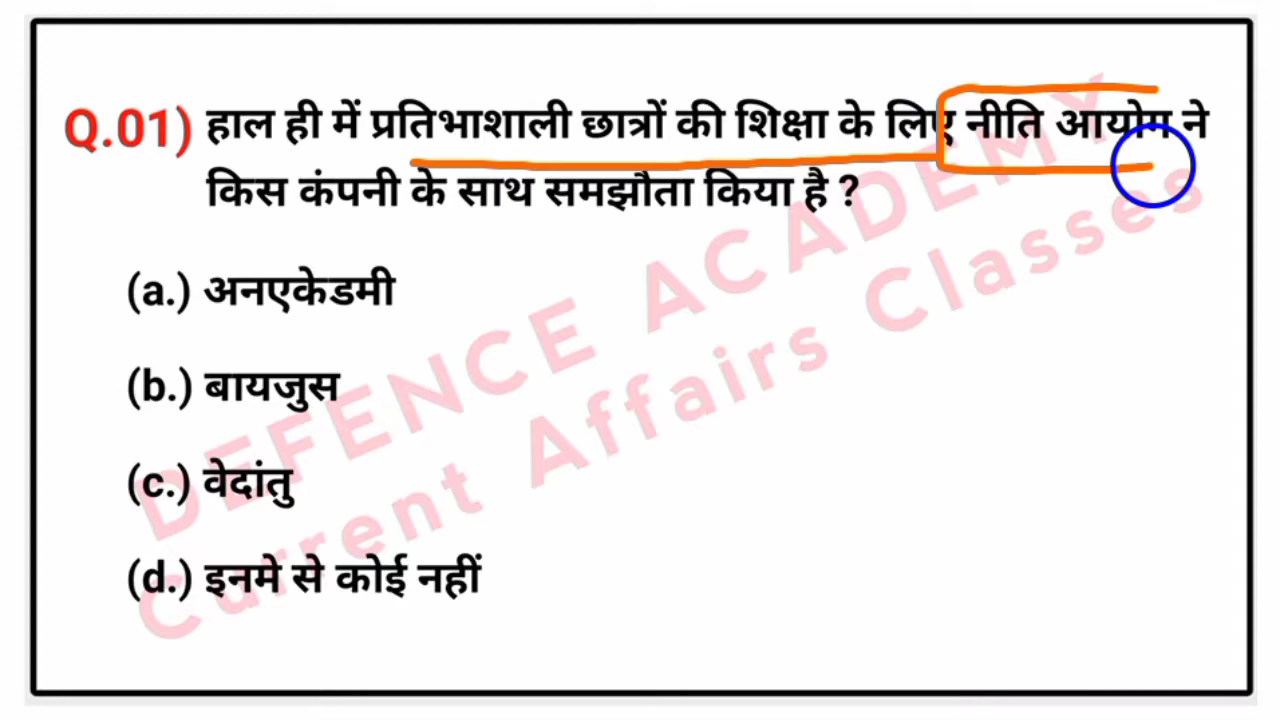 Q.01) हाल ही में प्रतिभाशाली छात्रों की शिक्षा के लिए नीति आयोग ने
किस कंपनी के साथ समझौता किया है ?
(a.) अनएकेडमी
(b.) बायजुस
(c.) वेदांतु
(d.) इनमे से कोई नहीं
DEFENCE ACADEMY
Current Affairs Classes